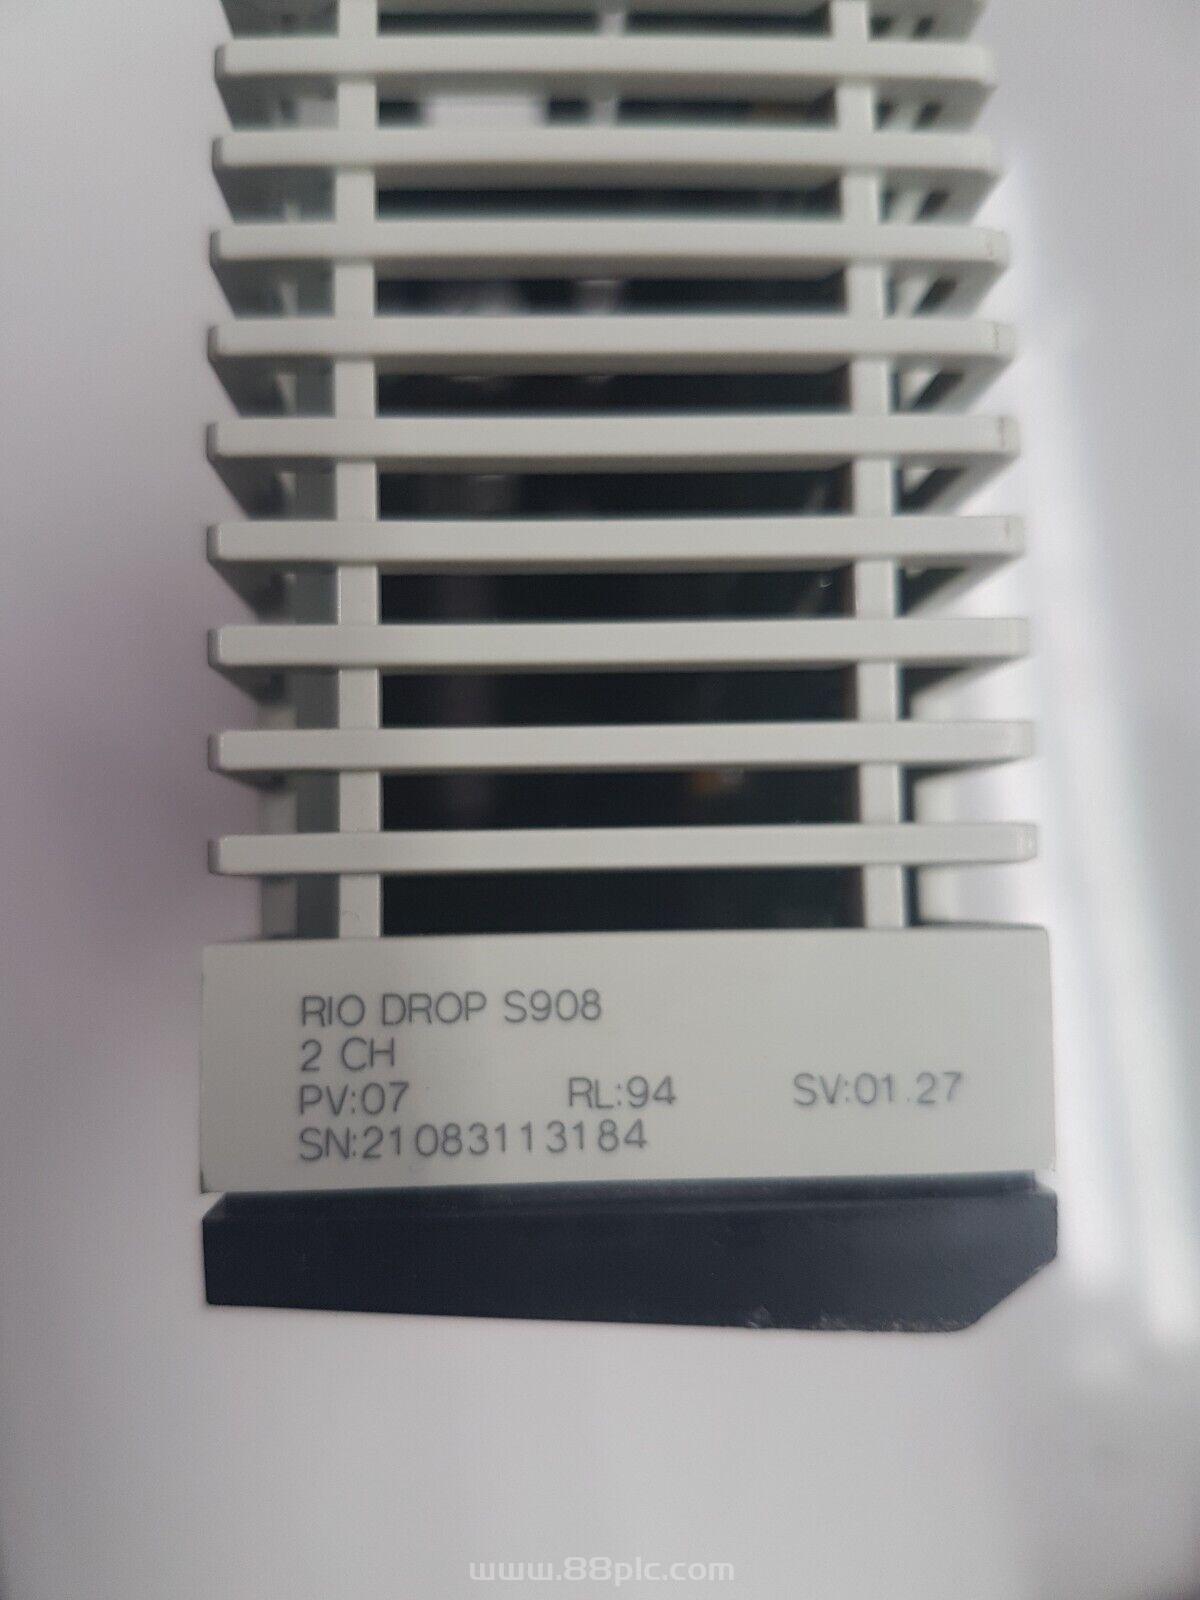 RIO DROP S908
2 CH
PV:07 RL:94 SV:01.27
SN:21083113184
www.88plc.com